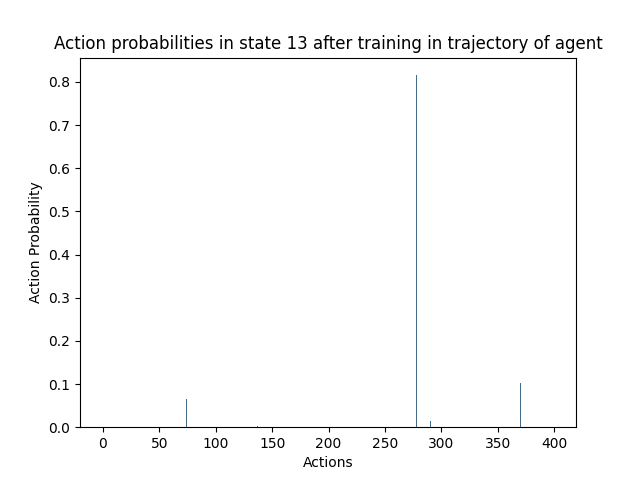 Action probabilities in state 13 after training in trajectory of agent
0.8
0.7
0.6
0.5
0.4
0.3
0.2
0.1
0.0
Action Probability
0 50 100 150 200 250 300 350 400
Actions